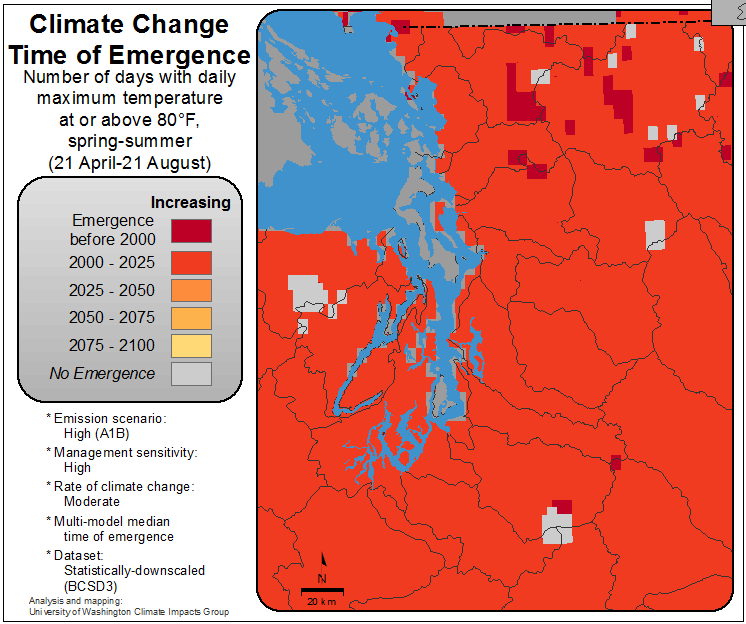 Climate Change
Time of Emergence
Number of days with daily
maximum temperature
at or above 80°F,
spring-summer
(21 April-21 August)
Increasing
Emergence
before 2000
2000 - 2025
2025 - 2050
2050 - 2075
2075 - 2100
No Emergence
* Emission scenario:
High (A1B)
* Management sensitivity:
High
* Rate of climate change:
Moderate
* Multi-model median
time of emergence
* Dataset:
Statistically-downscaled
(BCSD3)
Analysis and mapping:
University of Washington Climate Impacts Group
N
20 km